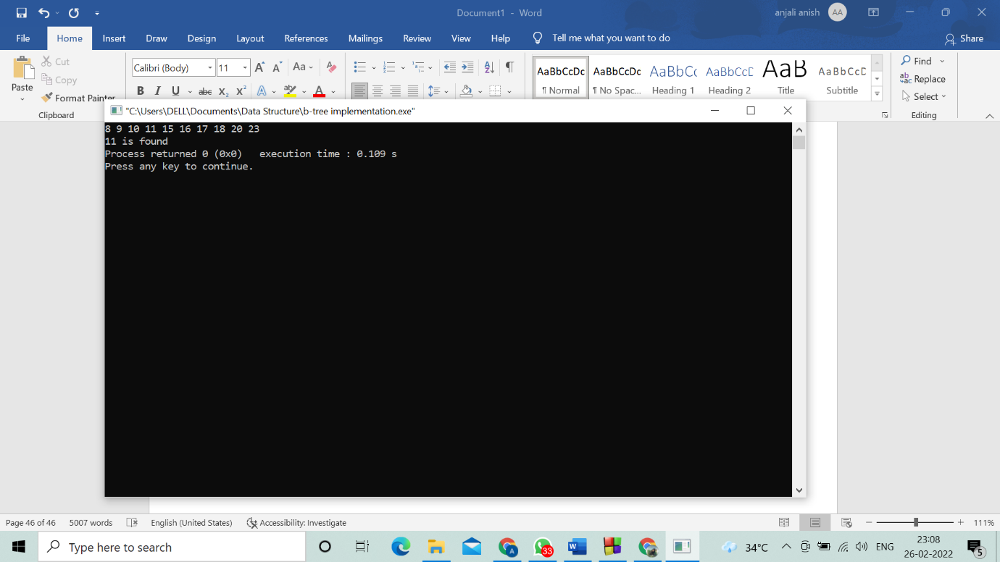 Document1 - Word
anjali anish
AA
File Home Insert Draw Design Layout References Mailings Review View Help Tell me what you want to do
Share
Cut
Copy
Format Painter
Paste
Clipboard
Calibri (Body) 11
AaBbCcDc AaBbCcDc AaBbCc AaBbCcD AaB AaBbCcD
¶ Normal ¶ No Spac... Heading 1 Heading 2 Title Subtitle
Find
Replace
Select
Editing
"C:\Users\DELL\Documents\Data Structure\b-tree implementation.exe"
8 9 10 11 15 16 17 18 20 23
11 is found
Process returned 0 (0x0)   execution time : 0.109 s
Press any key to continue.
Page 46 of 46 5007 words English (United States) Accessibility: Investigate
111%
Type here to search
33
34°C
ENG
23:08
26-02-2022
5